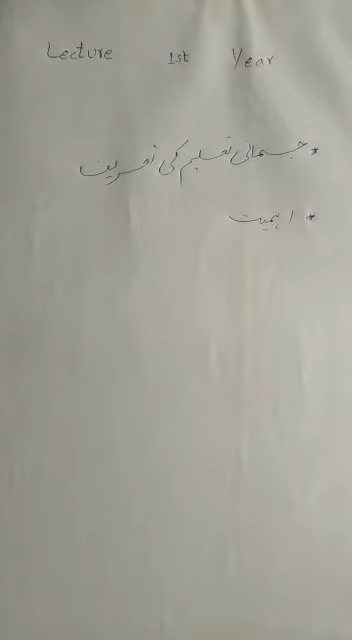 Lecture 1st Year
* جسمانی تعلیم کی تعریف
* اہمیت